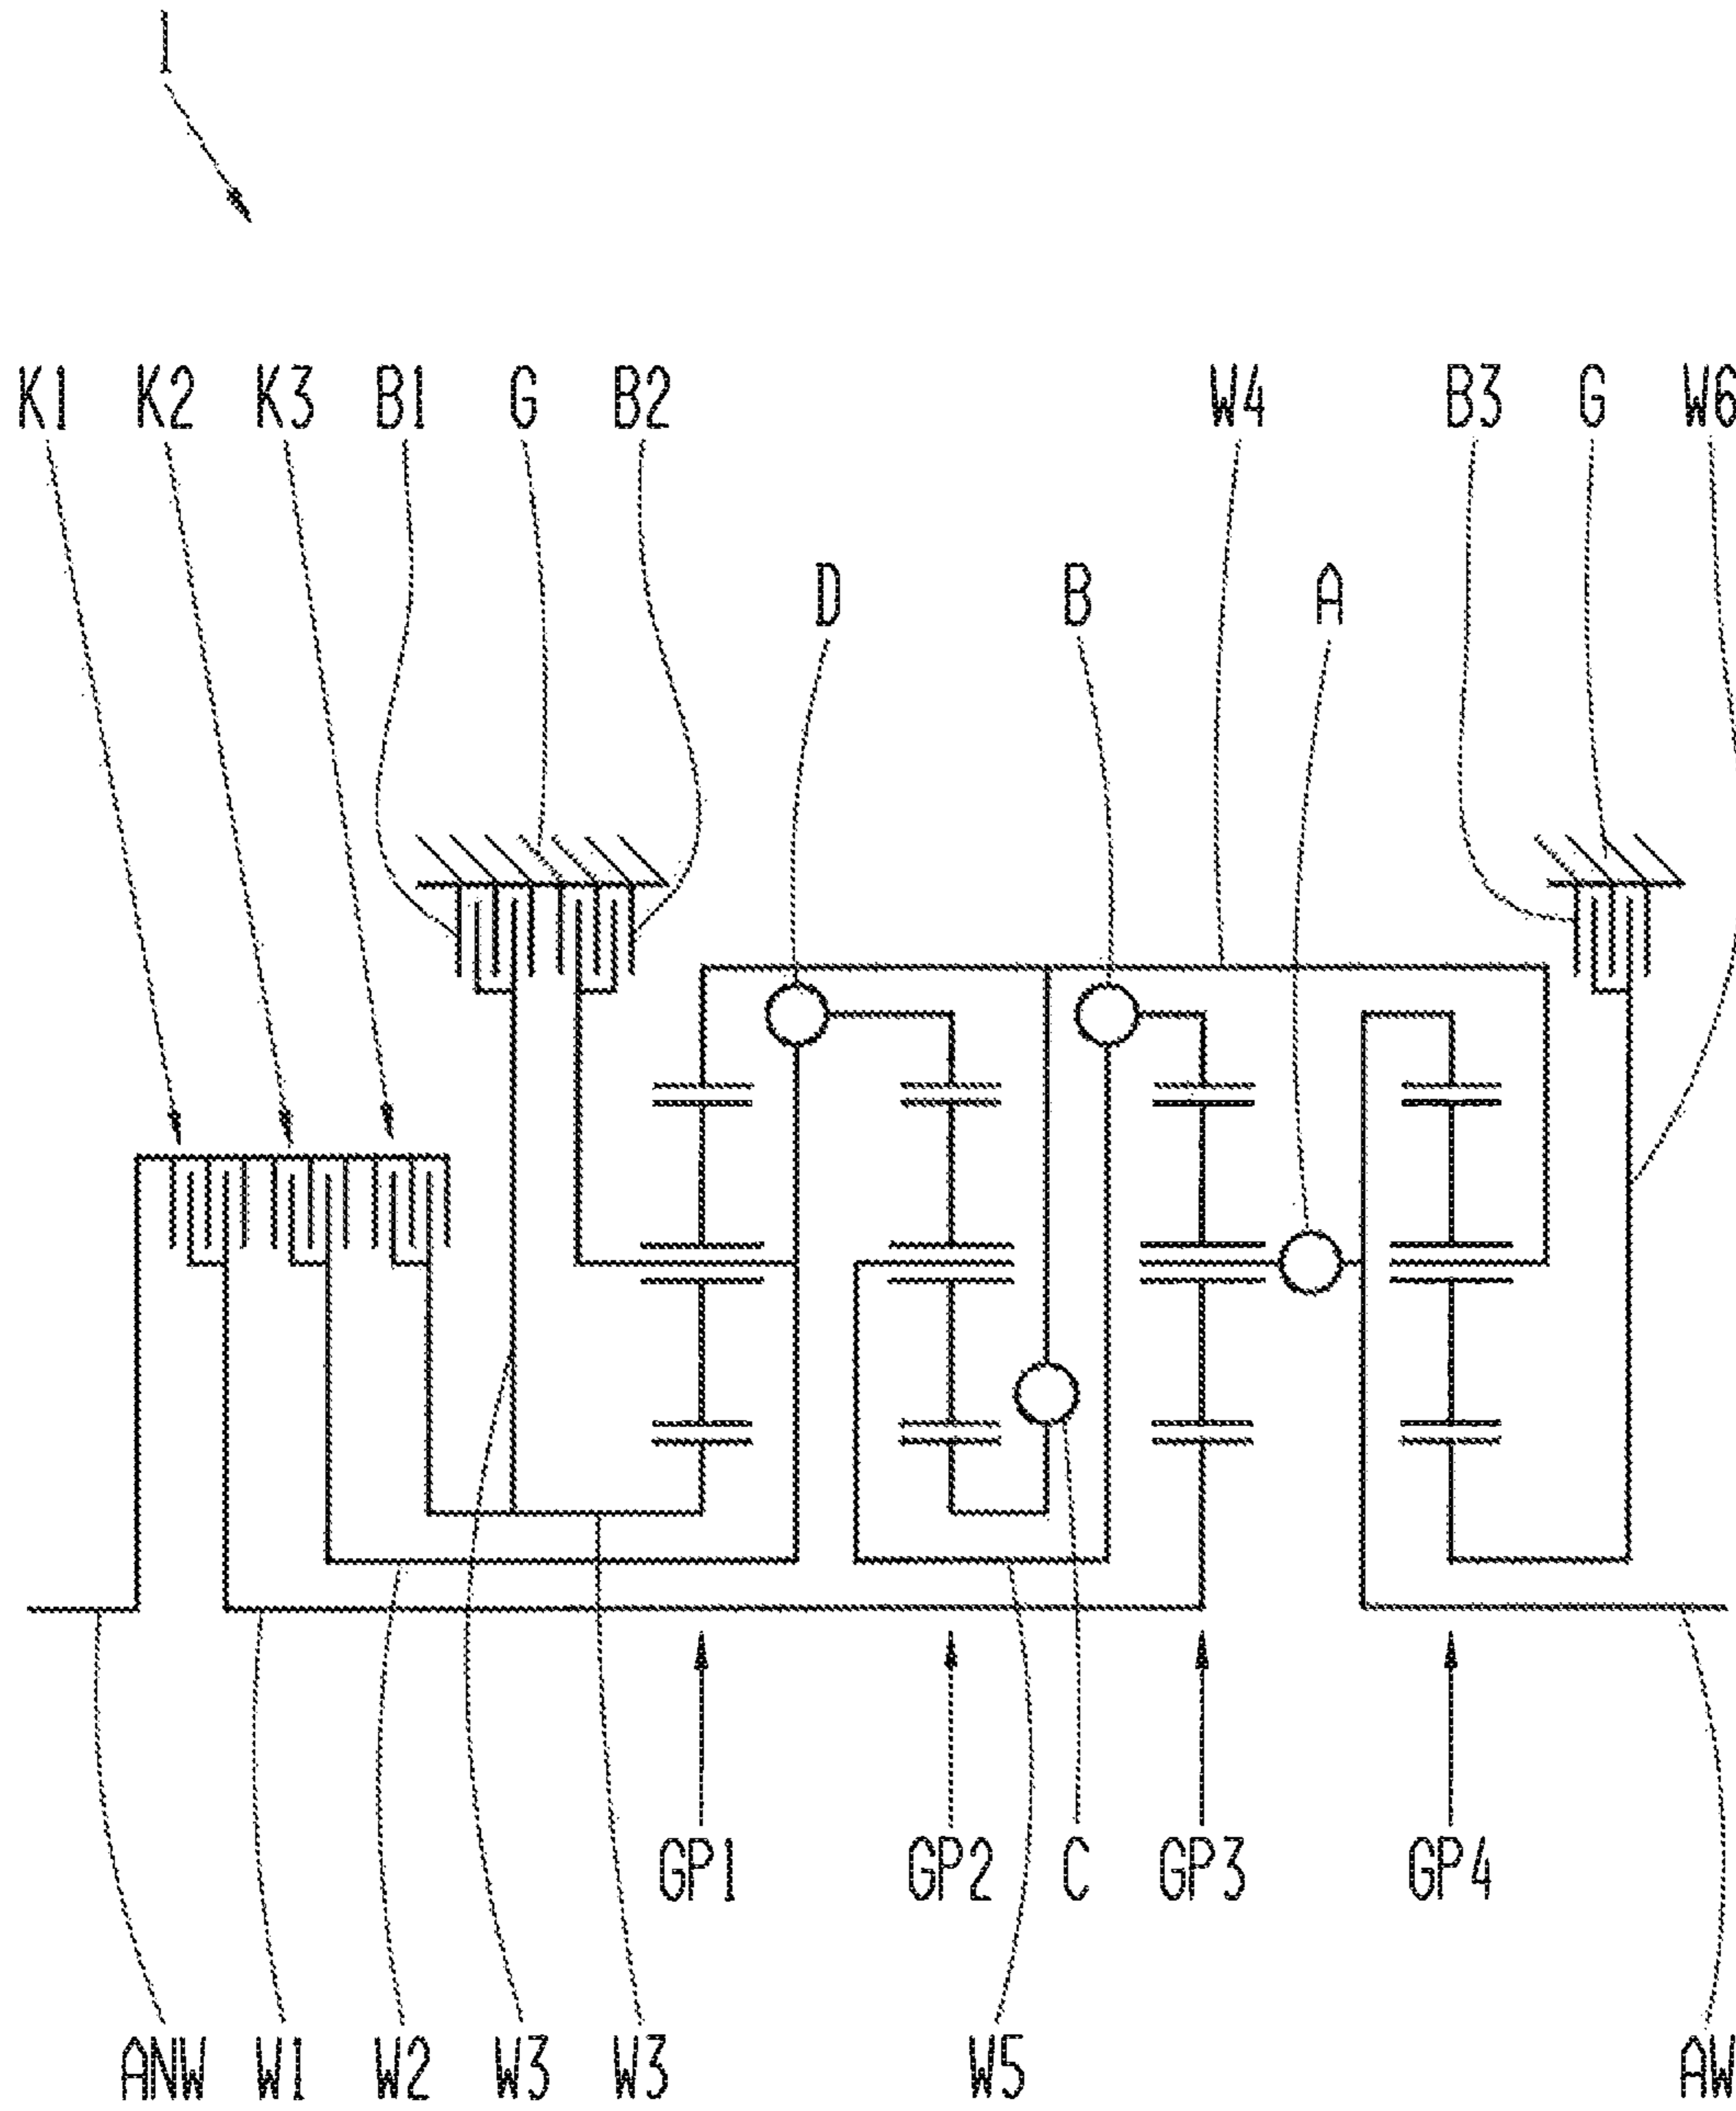 1
K1 K2 K3 B1 G B2 W4 B3 G W6
D B A
GP1 GP2 C GP3 GP4
ANW W1 W2 W3 W3 W5 AW